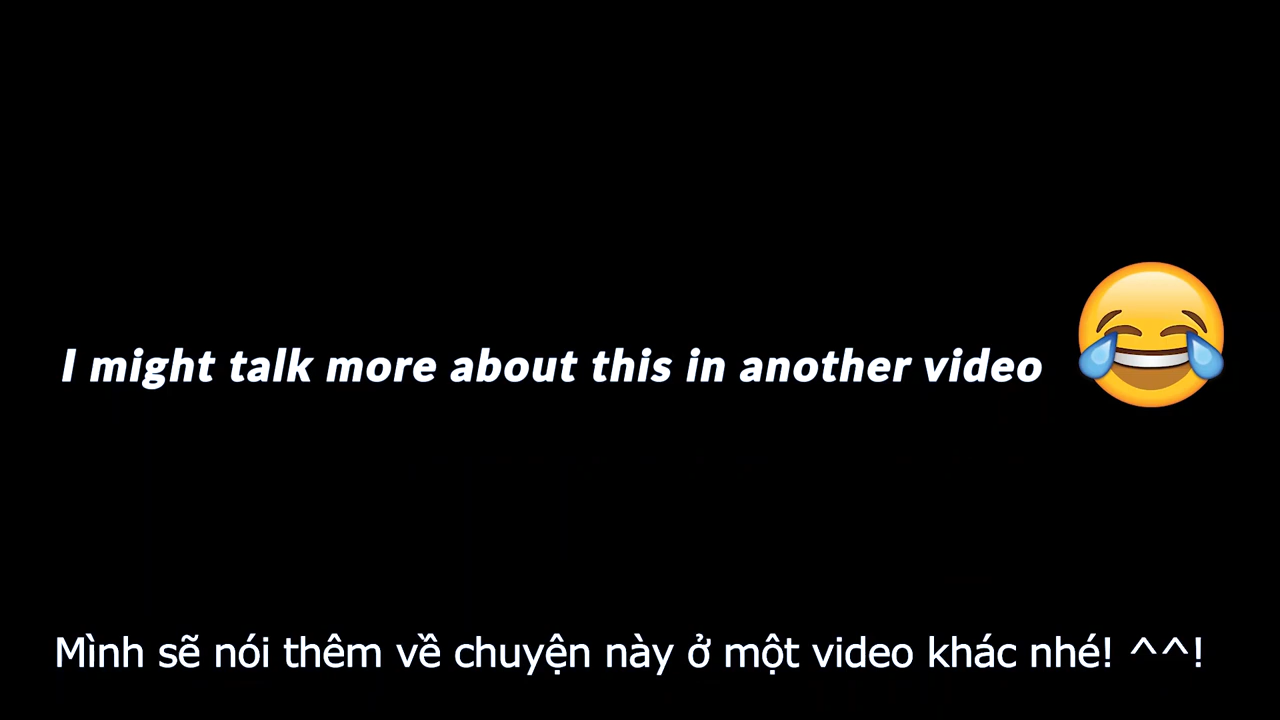 I might talk more about this in another video
Mình sẽ nói thêm về chuyện này ở một video khác nhé! ^^!